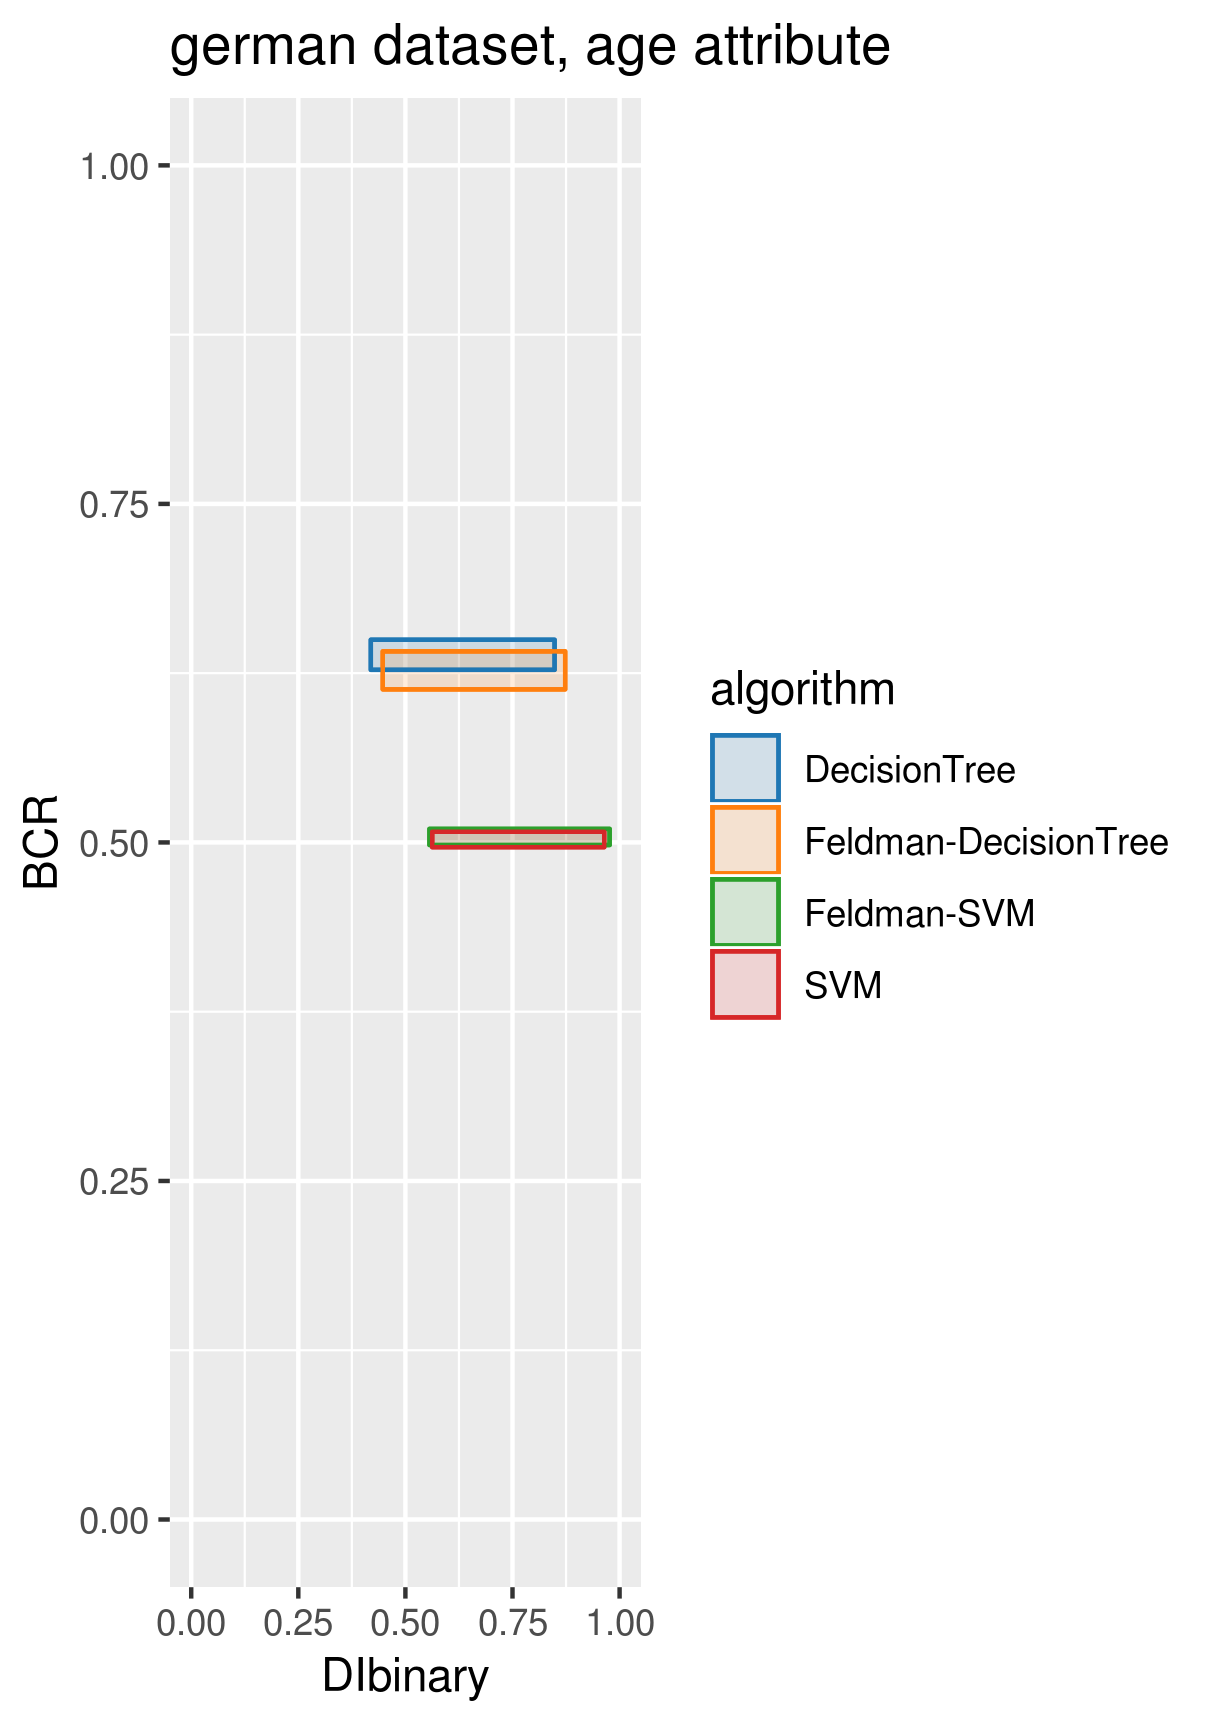 german dataset, age attribute
1.00
0.75
0.50
0.25
0.00
BCR
0.00 0.25 0.50 0.75 1.00
DIbinary
algorithm
DecisionTree
Feldman-DecisionTree
Feldman-SVM
SVM